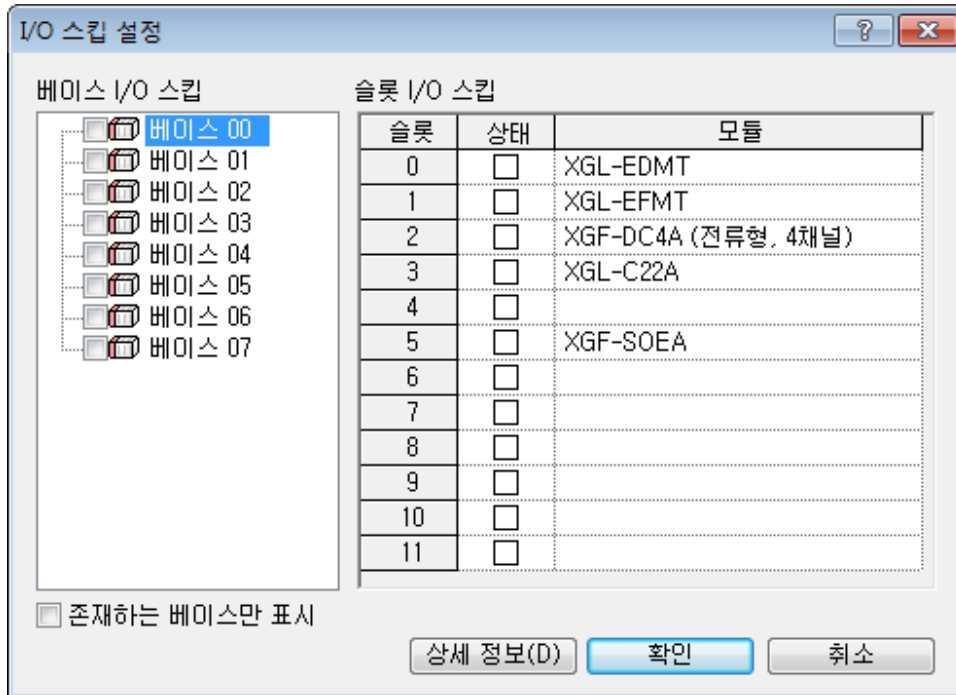 I/O 스킵 설정
베이스 I/O 스킵
베이스 00
베이스 01
베이스 02
베이스 03
베이스 04
베이스 05
베이스 06
베이스 07
존재하는 베이스만 표시
슬롯 I/O 스킵
슬롯 상태 모듈
0 XGL-EDMT
1 XGL-EFMT
2 XGF-DC4A (전류형, 4채널)
3 XGL-C22A
4
5 XGF-SOEA
6
7
8
9
10
11
상세 정보(D) 확인 취소